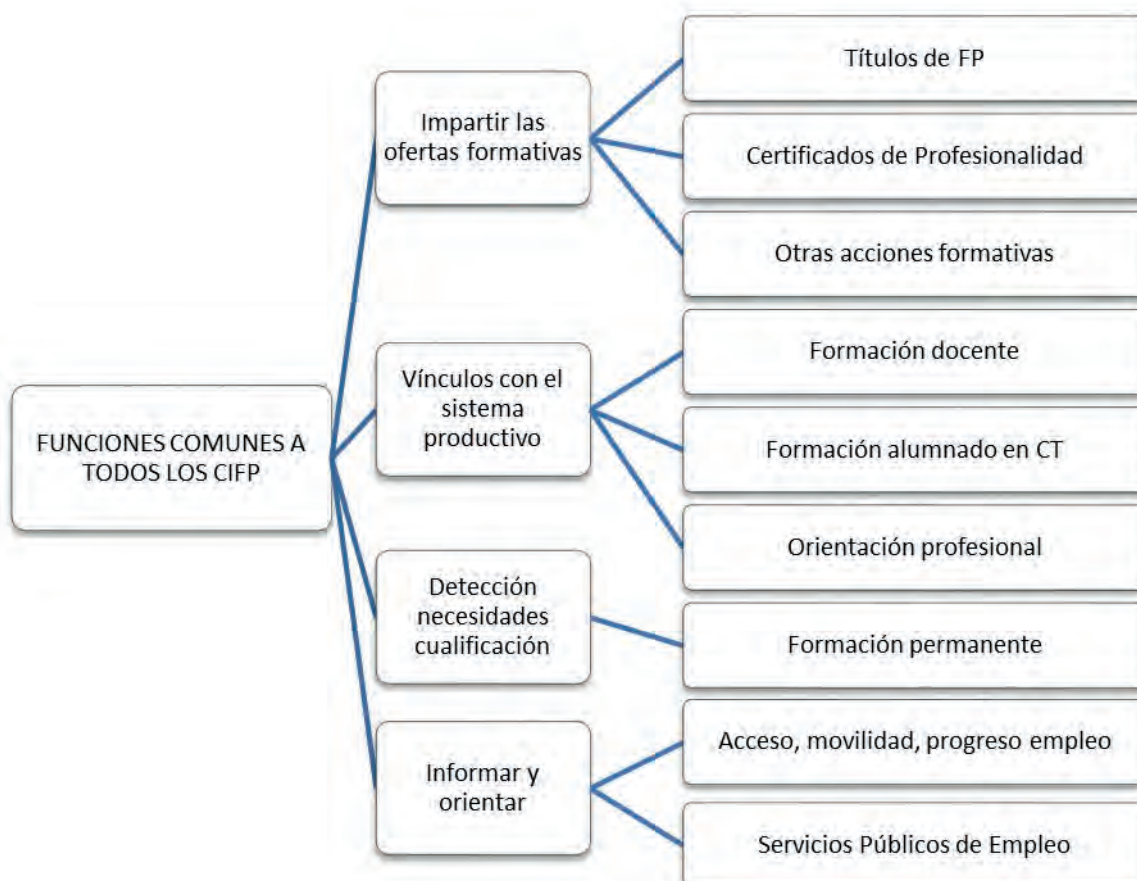 FUNCIONES COMUNES A
TODOS LOS CIFP
Impartir las
ofertas formativas
Títulos de FP
Certificados de Profesionalidad
Otras acciones formativas
Vínculos con el
sistema
productivo
Formación docente
Formación alumnado en CT
Orientación profesional
Detección
necesidades
cualificación
Formación permanente
Informar y
orientar
Acceso, movilidad, progreso empleo
Servicios Públicos de Empleo